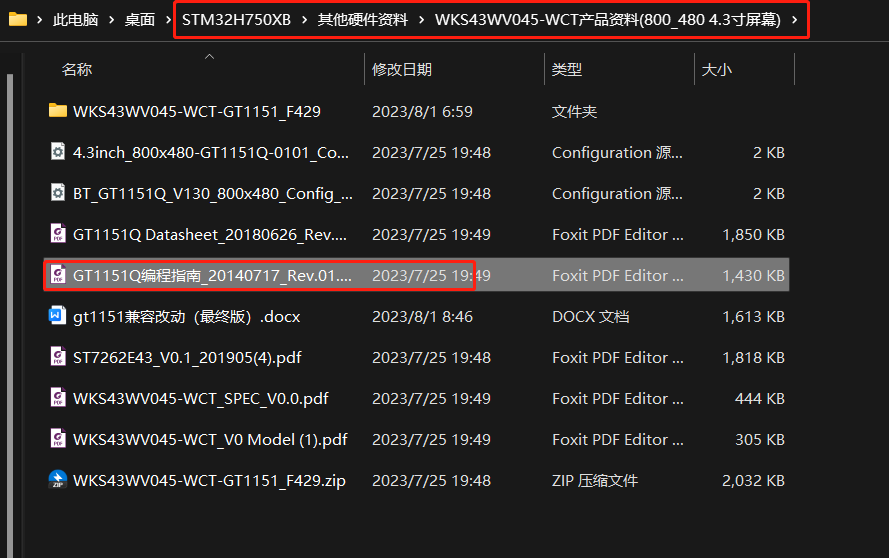 此电脑 > 桌面 > STM32H750XB > 其他硬件资料 > WKS43WV045-WCT产品资料(800_480 4.3寸屏幕) >
名称 修改日期 类型 大小
WKS43WV045-WCT-GT1151_F429 2023/8/1 6:59 文件夹
4.3inch_800x480-GT1151Q-0101_Co... 2023/7/25 19:48 Configuration 源... 2 KB
BT_GT1151Q_V130_800x480_Config_... 2023/7/25 19:48 Configuration 源... 2 KB
GT1151Q Datasheet_20180626_Rev.... 2023/7/25 19:49 Foxit PDF Editor ... 1,850 KB
GT1151Q编程指南_20140717_Rev.01.... 2023/7/25 19:49 Foxit PDF Editor ... 1,430 KB
gt1151兼容改动（最终版）.docx 2023/8/1 8:46 DOCX 文档 1,613 KB
ST7262E43_V0.1_201905(4).pdf 2023/7/25 19:48 Foxit PDF Editor ... 1,818 KB
WKS43WV045-WCT_SPEC_V0.0.pdf 2023/7/25 19:49 Foxit PDF Editor ... 444 KB
WKS43WV045-WCT_V0 Model (1).pdf 2023/7/25 19:49 Foxit PDF Editor ... 305 KB
WKS43WV045-WCT-GT1151_F429.zip 2023/7/25 19:48 ZIP 压缩文件 2,032 KB